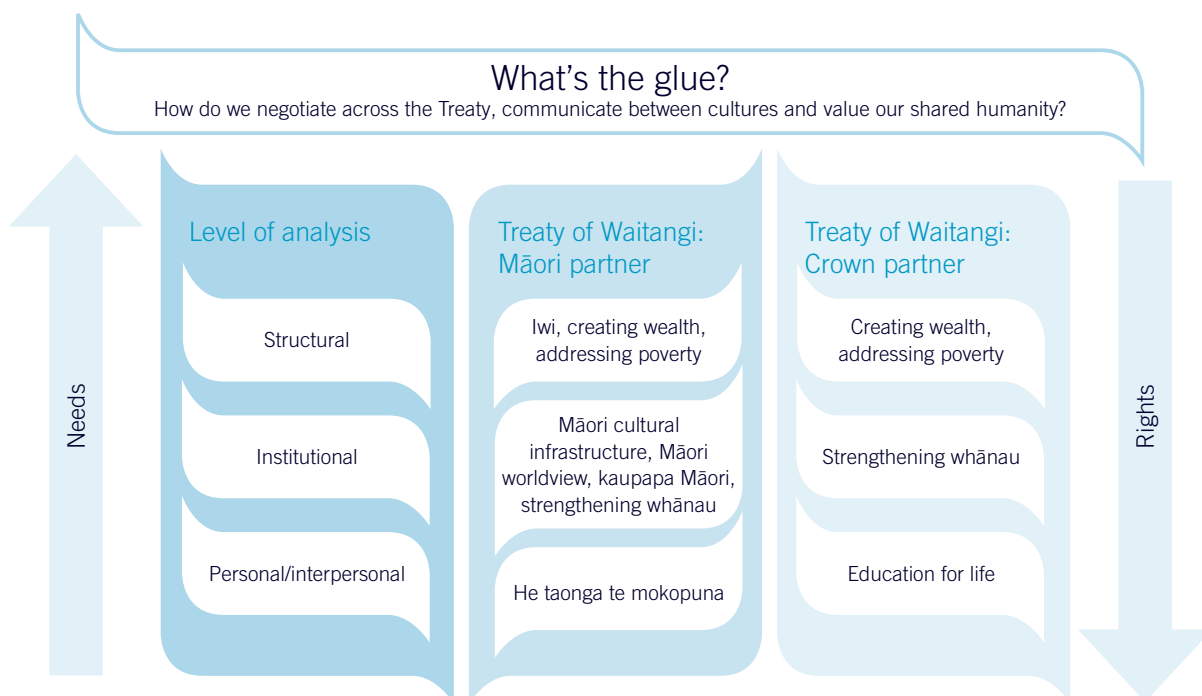 What's the glue?
How do we negotiate across the Treaty, communicate between cultures and value our shared humanity?
Needs
Level of analysis
Structural
Institutional
Personal/interpersonal
Treaty of Waitangi:
Māori partner
Iwi, creating wealth,
addressing poverty
Māori cultural
infrastructure, Māori
worldview, kaupapa Māori,
strengthening whānau
He taonga te mokopuna
Treaty of Waitangi:
Crown partner
Creating wealth,
addressing poverty
Strengthening whānau
Education for life
Rights